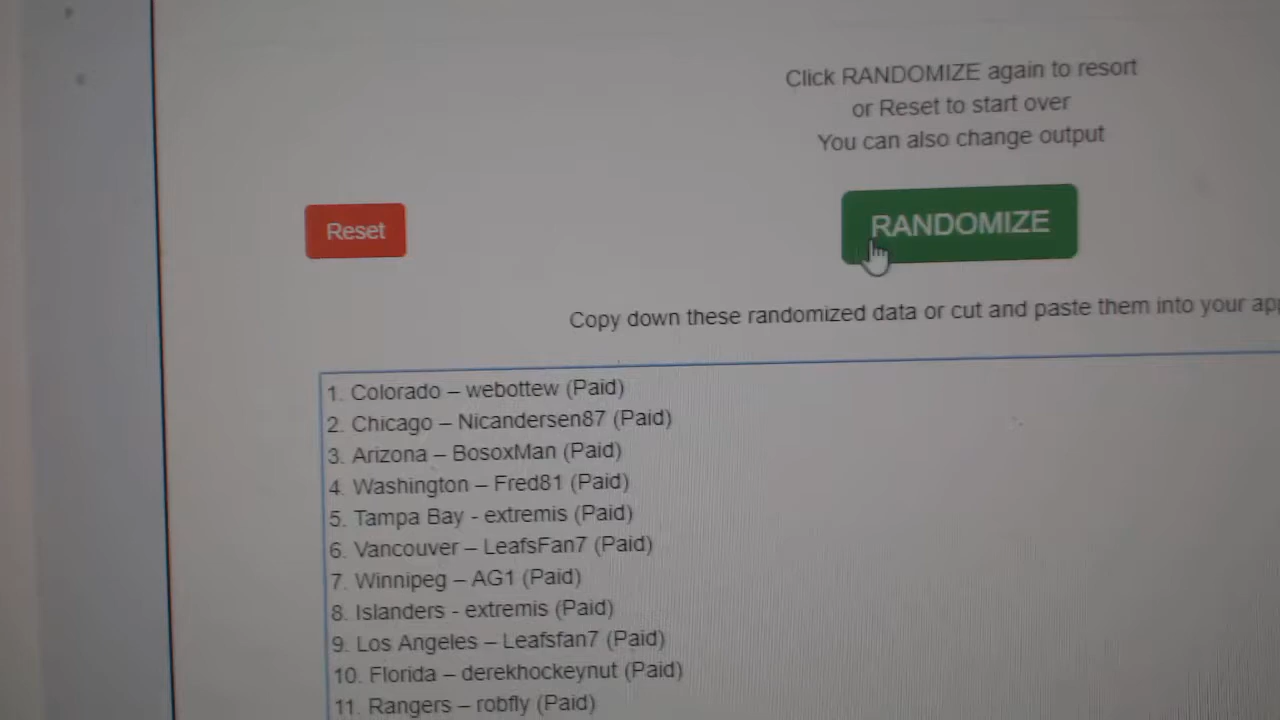 Click RANDOMIZE again to resort
or Reset to start over
You can also change output
Reset
RANDOMIZE
Copy down these randomized data or cut and paste them into your
1. Colorado – webottew (Paid)
2. Chicago – Nicandersen87 (Paid)
3. Arizona – BosoxMan (Paid)
4. Washington – Fred81 (Paid)
5. Tampa Bay - extremis (Paid)
6. Vancouver – LeafsFan7 (Paid)
7. Winnipeg – AG1 (Paid)
8. Islanders - extremis (Paid)
9. Los Angeles – Leafsfan7 (Paid)
10. Florida – derekhockeynut (Paid)
11. Rangers – robfly (Paid)